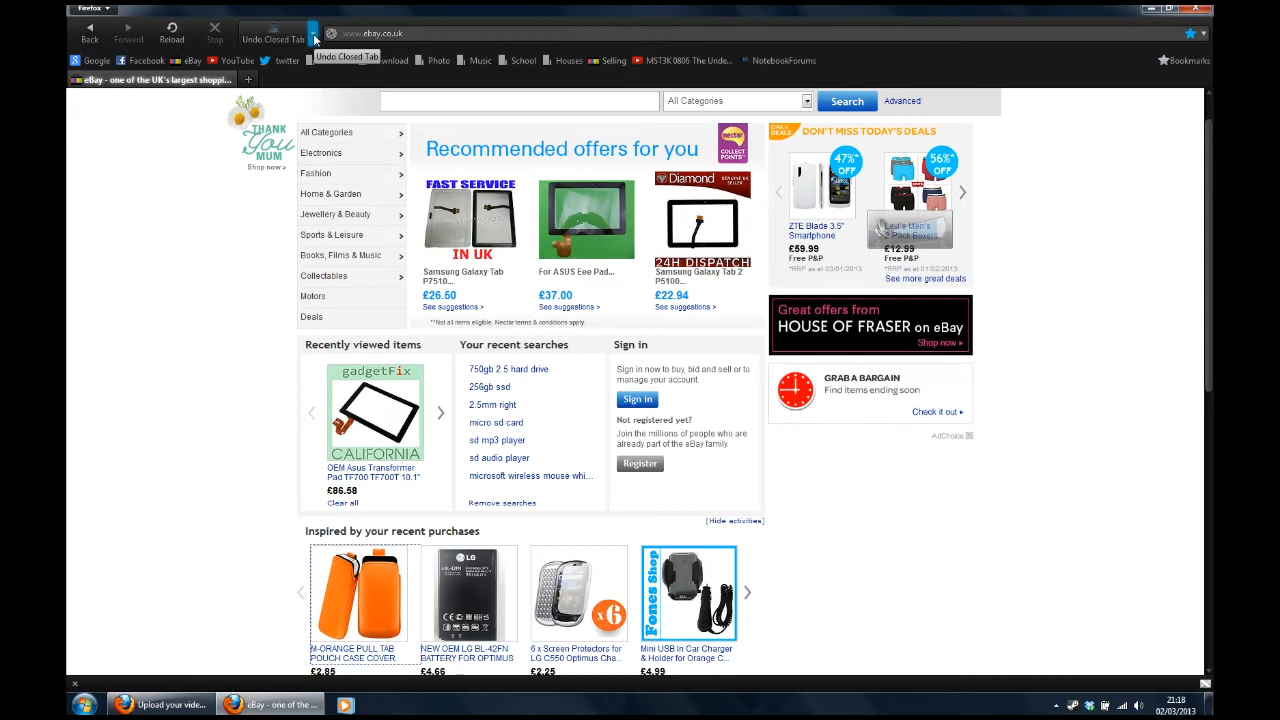 Firefox
Back
Forward
Reload
Stop
Undo Closed Tab
www.ebay.co.uk
Undo Closed Tab
Google
Facebook
eBay
YouTube
twitter
Photo
Music
School
Houses
Selling
MST3K 0806 The Unde...
NotebookForums
Bookmarks
eBay - one of the UK's largest shoppi...
THANK
You
MUM
Shop now >
All Categories
Search
Advanced
All Categories
Electronics
Fashion
Home & Garden
Jewellery & Beauty
Sports & Leisure
Books, Films & Music
Collectables
Motors
Deals
Recommended offers for you
nectar
COLLECT
POINTS*
FAST SERVICE
IN UK
Samsung Galaxy Tab
P7510...
£26.50
See suggestions >
For ASUS Eee Pad...
£37.00
See suggestions >
Diamond
24H DISPATCH
Samsung Galaxy Tab 2
P5100...
£22.94
See suggestions >
*Not all items eligible. Nectar terms & conditions apply.
DAILY
DEALS
DON'T MISS TODAY'S DEALS
47%*
OFF
56%*
OFF
ZTE Blade 3.5"
Smartphone
£59.99
Free P&P
*RRP as at 03/01/2013
Levi's Men's
2-Pack Boxers
£12.99
Free P&P
*RRP as at 01/02/2013
See more great deals
Great offers from
HOUSE OF FRASER on eBay
Shop now
GRAB A BARGAIN
Find items ending soon
Check it out
AdChoice
Recently viewed items
gadgetFix
CALIFORNIA
OEM Asus Transformer
Pad TF700 TF700T 10.1"
£86.58
Clear all
Your recent searches
750gb 2.5 hard drive
256gb ssd
2.5mm right
micro sd card
sd mp3 player
sd audio player
microsoft wireless mouse whi...
Remove searches
Sign in
Sign in now to buy, bid and sell or to
manage your account.
Sign in
Not registered yet?
Join the millions of people who are
already part of the eBay family.
Register
[Hide activities]
Inspired by your recent purchases
M-ORANGE PULL TAB
POUCH CASE COVER
£2.85
LG
BL-42FN
NEW OEM LG BL-42FN
BATTERY FOR OPTIMUS
£4.66
x6
6 x Screen Protectors for
LG C550 Optimus Cha...
£2.25
Fones Shop
Mini USB In Car Charger
& Holder for Orange C...
£4.99
Upload your vide...
eBay - one of the ...
21:18
02/03/2013